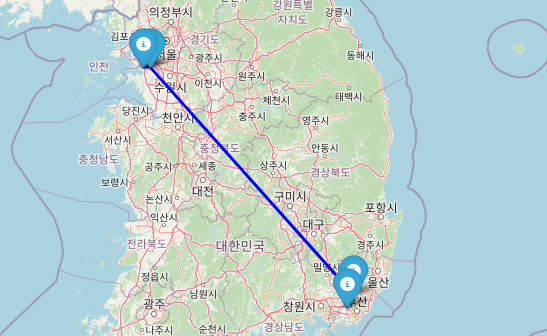 의정부시
강원특별
자치도
강릉시
김포
경기도
서울
동해시
인천
광주시
원주시
수원시
이천시
제천시
태백시
당진시
충주시
천안시
영주시
서산시
충청북도
안동시
충청남도
공주시
세종
상주시
경상북도
보령시
대전
구미시
논산시
포항시
익산시
대구
전라북도
대한민국
경주시
밀양시
정읍시
울산
남원시
광주
창원시
나주시
순천시
경상남도